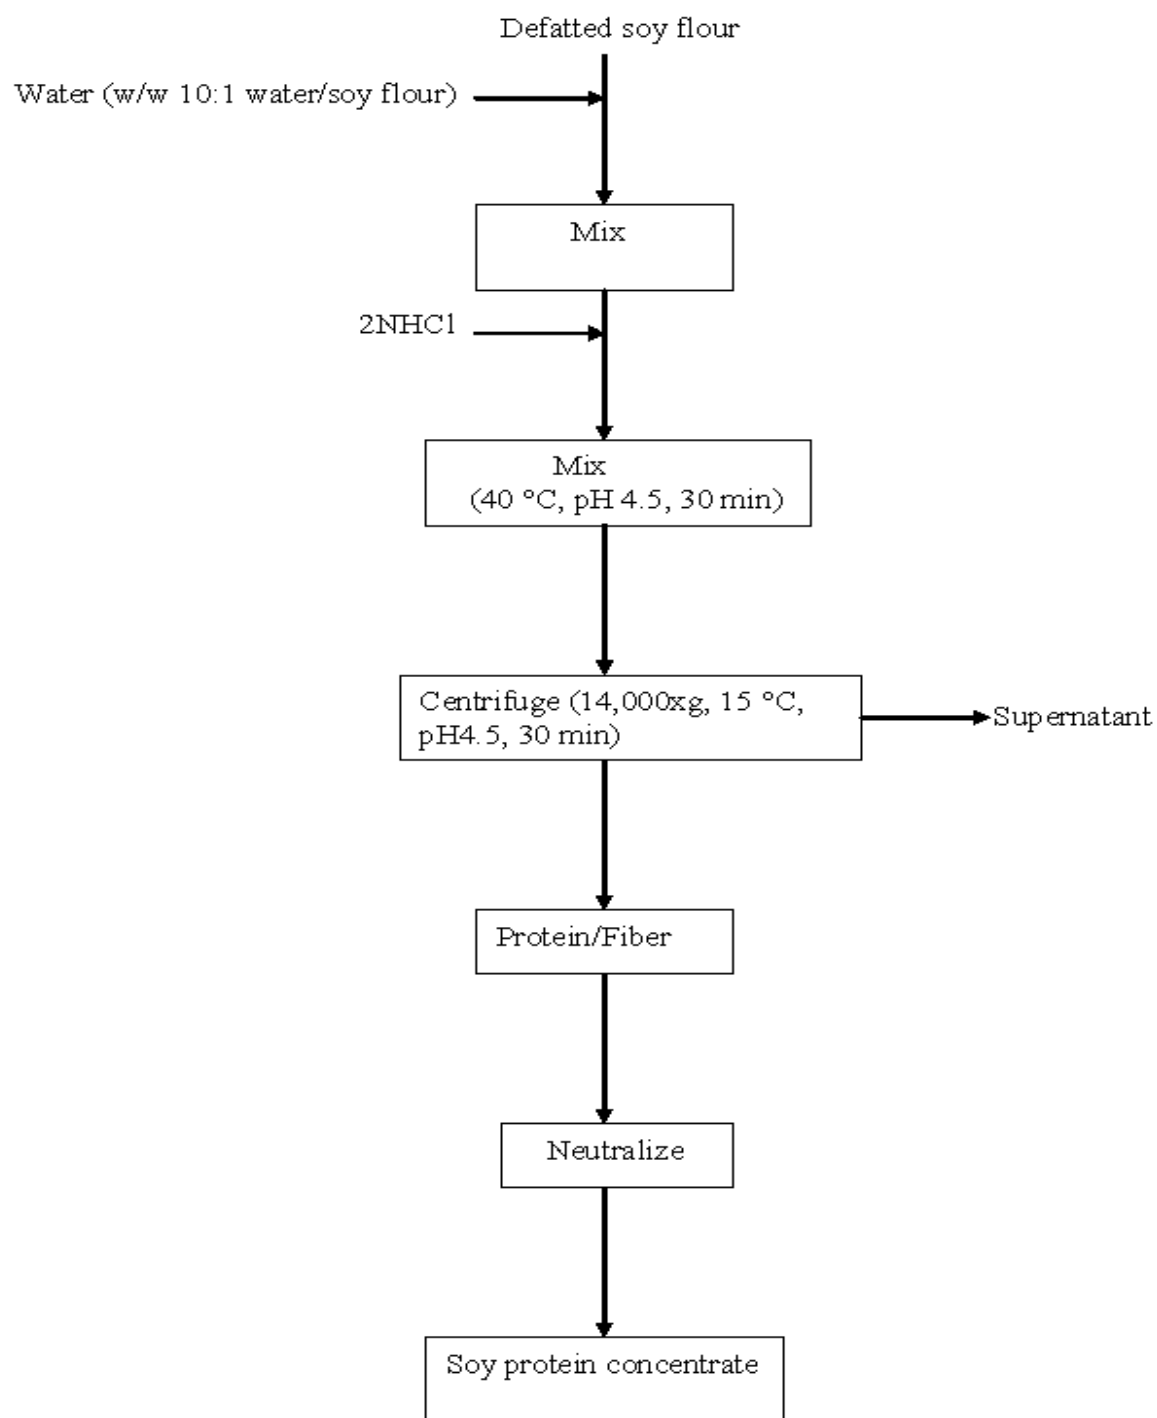 Defatted soy flour
Water (w/w 10:1 water/soy flour)
Mix
2NHCl
Mix
(40 °C, pH 4.5, 30 min)
Centrifuge (14,000xg, 15 °C,
pH4.5, 30 min)
Supernatant
Protein/Fiber
Neutralize
Soy protein concentrate